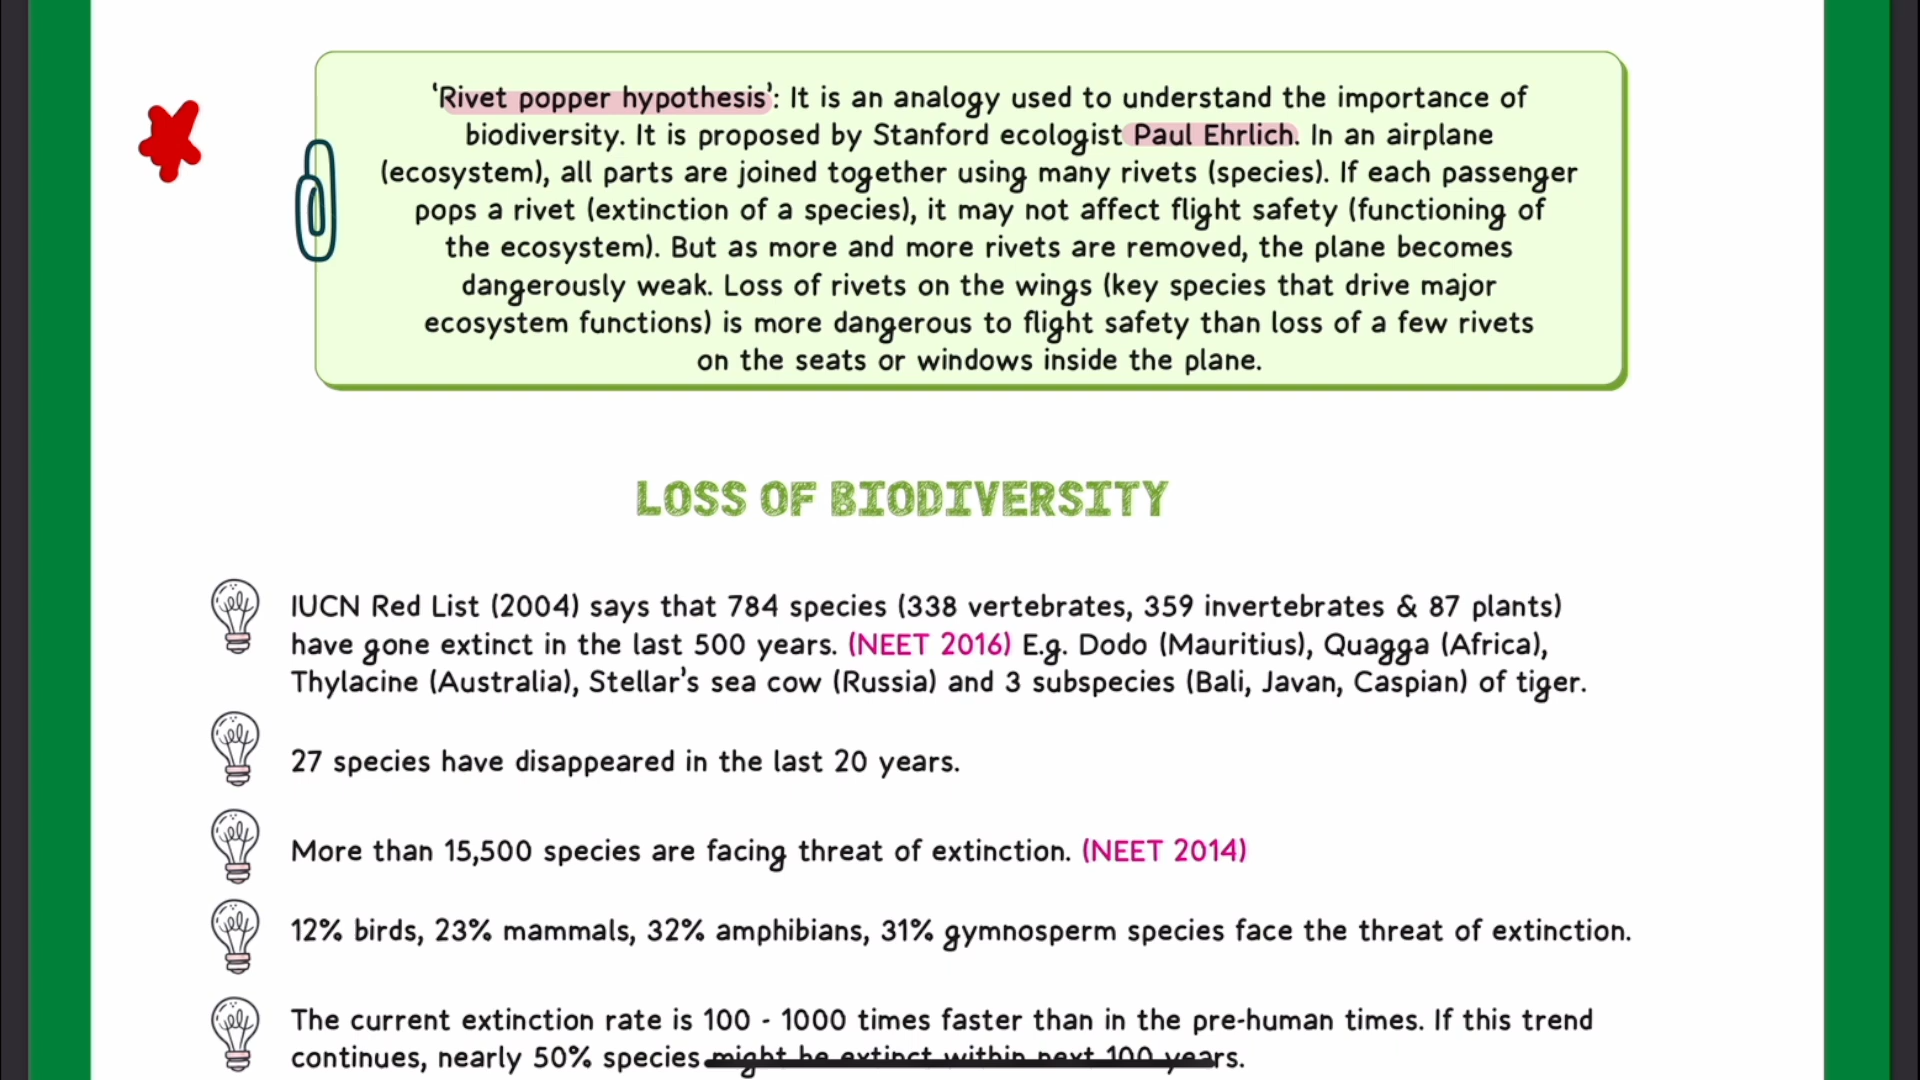 ‘Rivet popper hypothesis’: It is an analogy used to understand the importance of
biodiversity. It is proposed by Stanford ecologist Paul Ehrlich. In an airplane
(ecosystem), all parts are joined together using many rivets (species). If each passenger
pops a rivet (extinction of a species), it may not affect flight safety (functioning of
the ecosystem). But as more and more rivets are removed, the plane becomes
dangerously weak. Loss of rivets on the wings (key species that drive major
ecosystem functions) is more dangerous to flight safety than loss of a few rivets
on the seats or windows inside the plane.
LOSS OF BIODIVERSITY
IUCN Red List (2004) says that 784 species (338 vertebrates, 359 invertebrates & 87 plants)
have gone extinct in the last 500 years. (NEET 2016) E.g. Dodo (Mauritius), Quagga (Africa),
Thylacine (Australia), Stellar’s sea cow (Russia) and 3 subspecies (Bali, Javan, Caspian) of tiger.
27 species have disappeared in the last 20 years.
More than 15,500 species are facing threat of extinction. (NEET 2014)
12% birds, 23% mammals, 32% amphibians, 31% gymnosperm species face the threat of extinction.
The current extinction rate is 100 - 1000 times faster than in the pre-human times. If this trend
continues, nearly 50% species might be extinct within next 100 years.